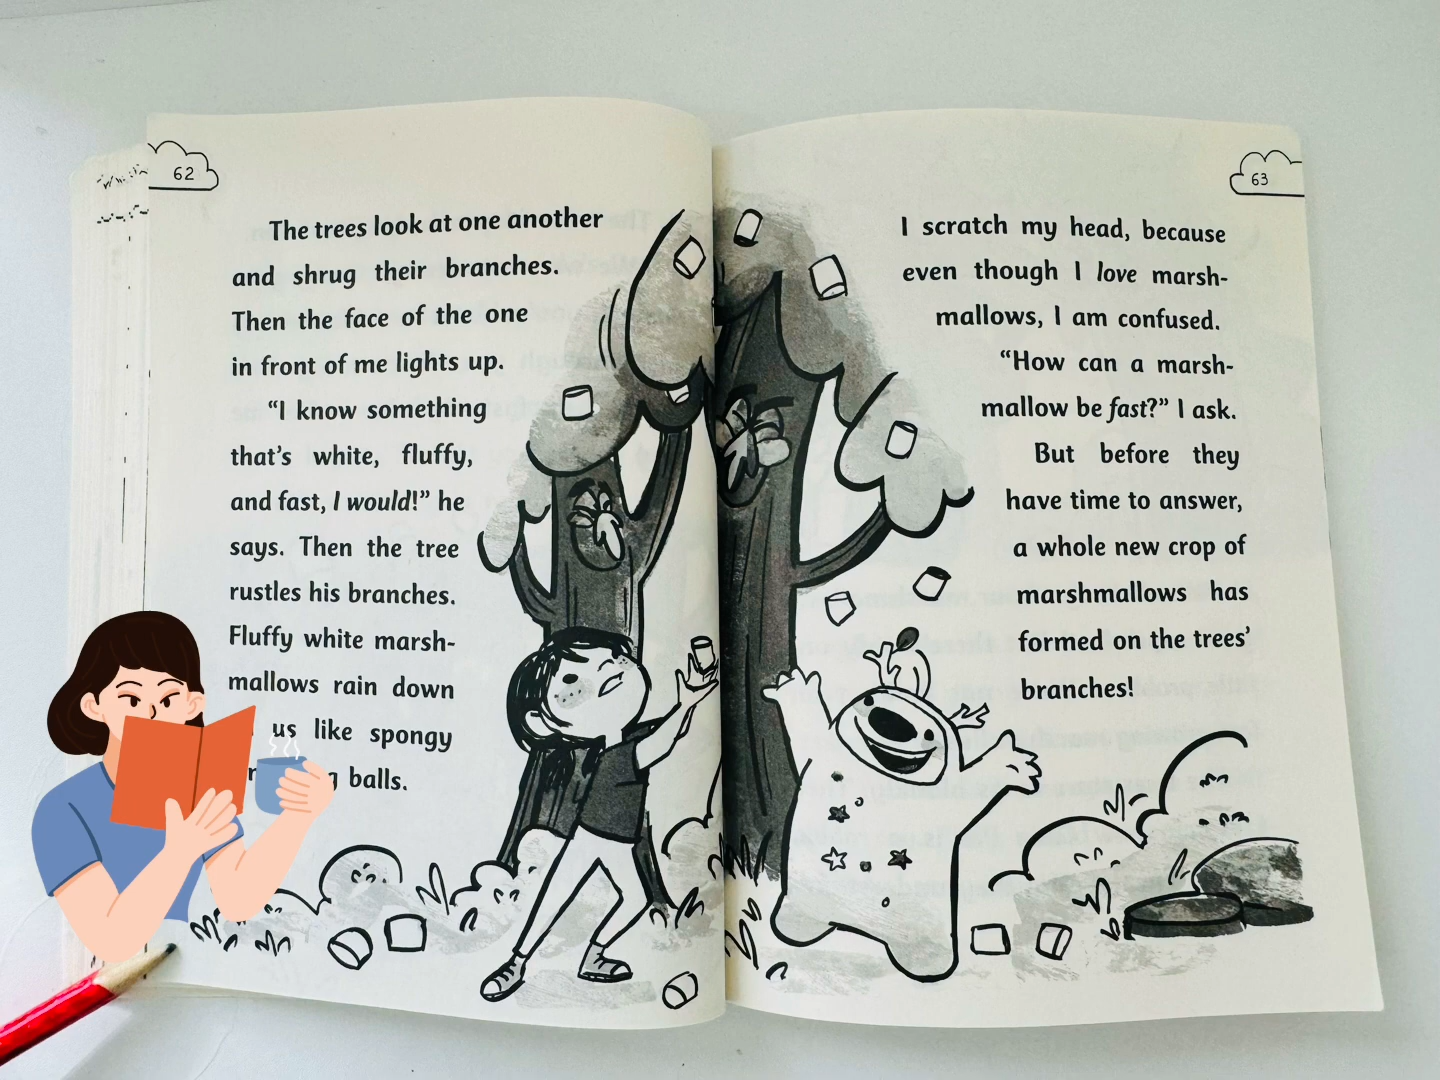 62
The trees look at one another
and shrug their branches.
Then the face of the one
in front of me lights up.
“I know something
that’s white, fluffy,
and fast, I would!” he
says. Then the tree
rustles his branches.
Fluffy white marsh-
mallows rain down
us like spongy
balls.
63
I scratch my head, because
even though I love marsh-
mallows, I am confused.
“How can a marsh-
mallow be fast?” I ask.
But before they
have time to answer,
a whole new crop of
marshmallows has
formed on the trees’
branches!